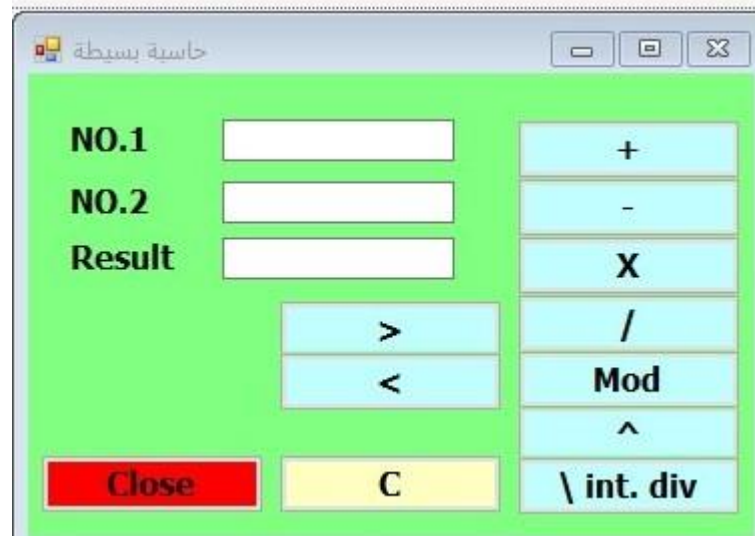 حاسبة بسيطة
NO.1
+
NO.2
-
Result
X
>
/
<
Mod
^
Close
C
\ int. div